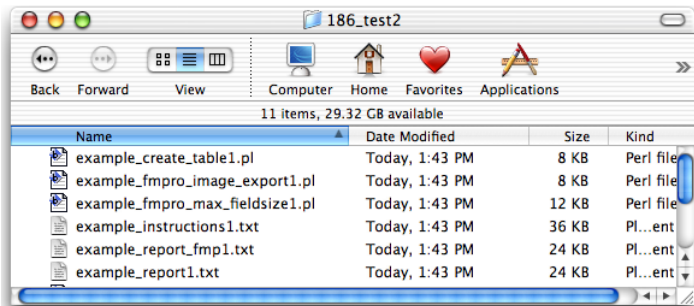 186_test2
Back Forward View Computer Home Favorites Applications
11 items, 29.32 GB available
Name Date Modified Size Kind
example_create_table1.pl Today, 1:43 PM 8 KB Perl file
example_fmpro_image_export1.pl Today, 1:43 PM 8 KB Perl file
example_fmpro_max_fieldsize1.pl Today, 1:43 PM 12 KB Perl file
example_instructions1.txt Today, 1:43 PM 36 KB Pl...ent
example_report_fmp1.txt Today, 1:43 PM 24 KB Pl...ent
example_report1.txt Today, 1:43 PM 24 KB Pl...ent